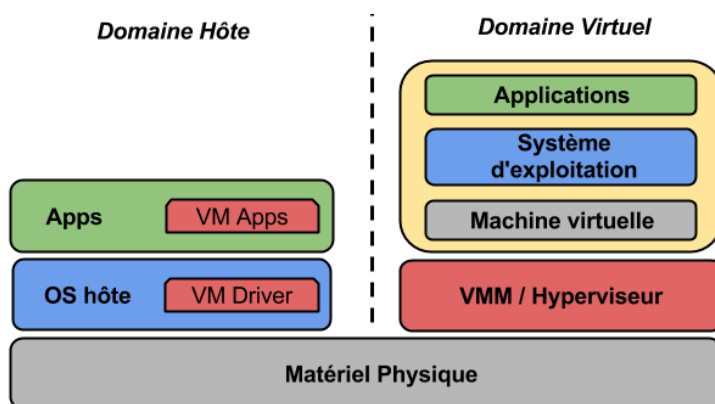 Domaine Hôte
Domaine Virtuel
Applications
Système
d'exploitation
Machine virtuelle
Apps
VM Apps
OS hôte
VM Driver
VMM / Hyperviseur
Matériel Physique